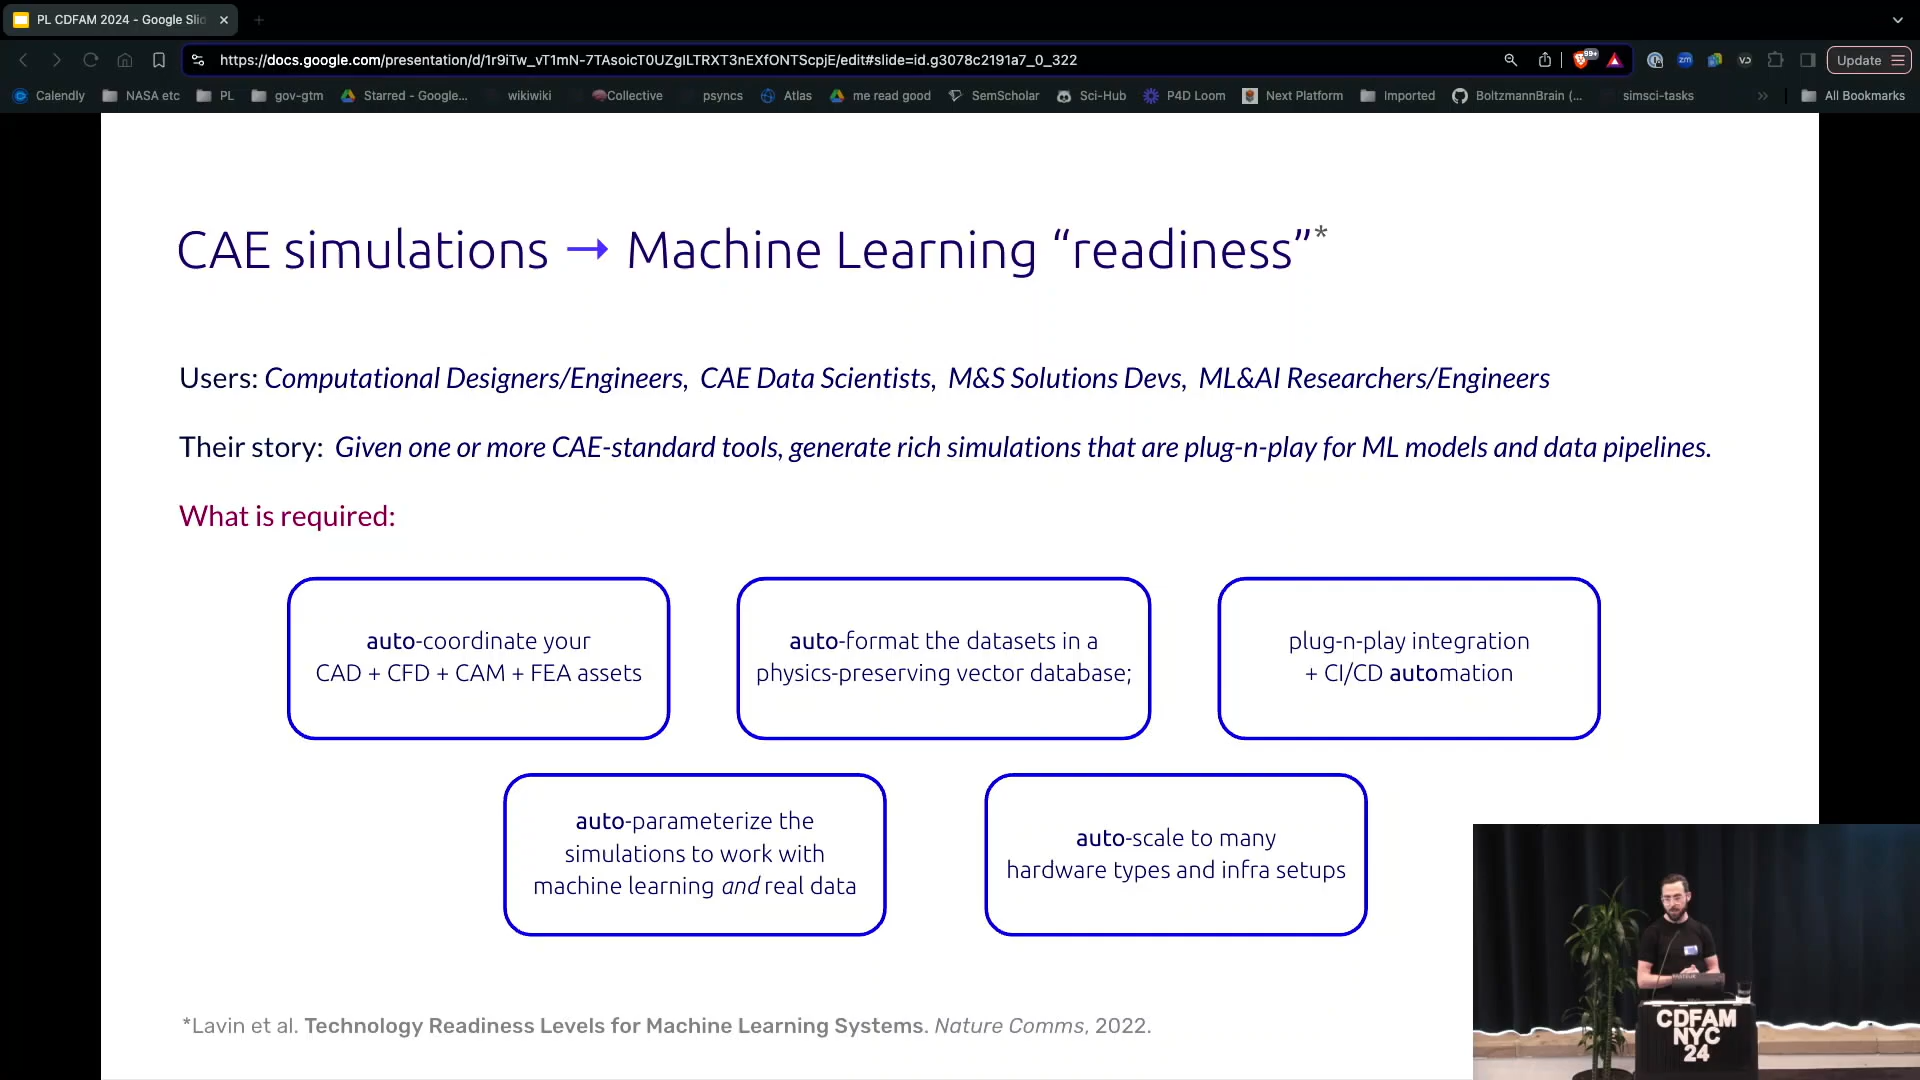 PL CDFAM 2024 - Google Slid
https://docs.google.com/presentation/d/1r9iTw_vT1mN-7TAsoicT0UZgILTRXT3nEXfONTScpjE/edit#slide=id.g3078c2191a7_0_322
99+
zm
Update
Calendly NASA etc PL gov-gtm Starred - Google... wikiwiki Collective psyncs Atlas me read good SemScholar Sci-Hub P4D Loom Next Platform Imported BoltzmannBrain (... simsci-tasks » All Bookmarks
CAE simulations → Machine Learning “readiness”*
Users: Computational Designers/Engineers, CAE Data Scientists, M&S Solutions Devs, ML&AI Researchers/Engineers
Their story: Given one or more CAE-standard tools, generate rich simulations that are plug-n-play for ML models and data pipelines.
What is required:
auto-coordinate your
CAD + CFD + CAM + FEA assets
auto-format the datasets in a
physics-preserving vector database;
plug-n-play integration
+ CI/CD automation
auto-parameterize the
simulations to work with
machine learning and real data
auto-scale to many
hardware types and infra setups
*Lavin et al. Technology Readiness Levels for Machine Learning Systems. Nature Comms, 2022.
CDFAM
NYC
24